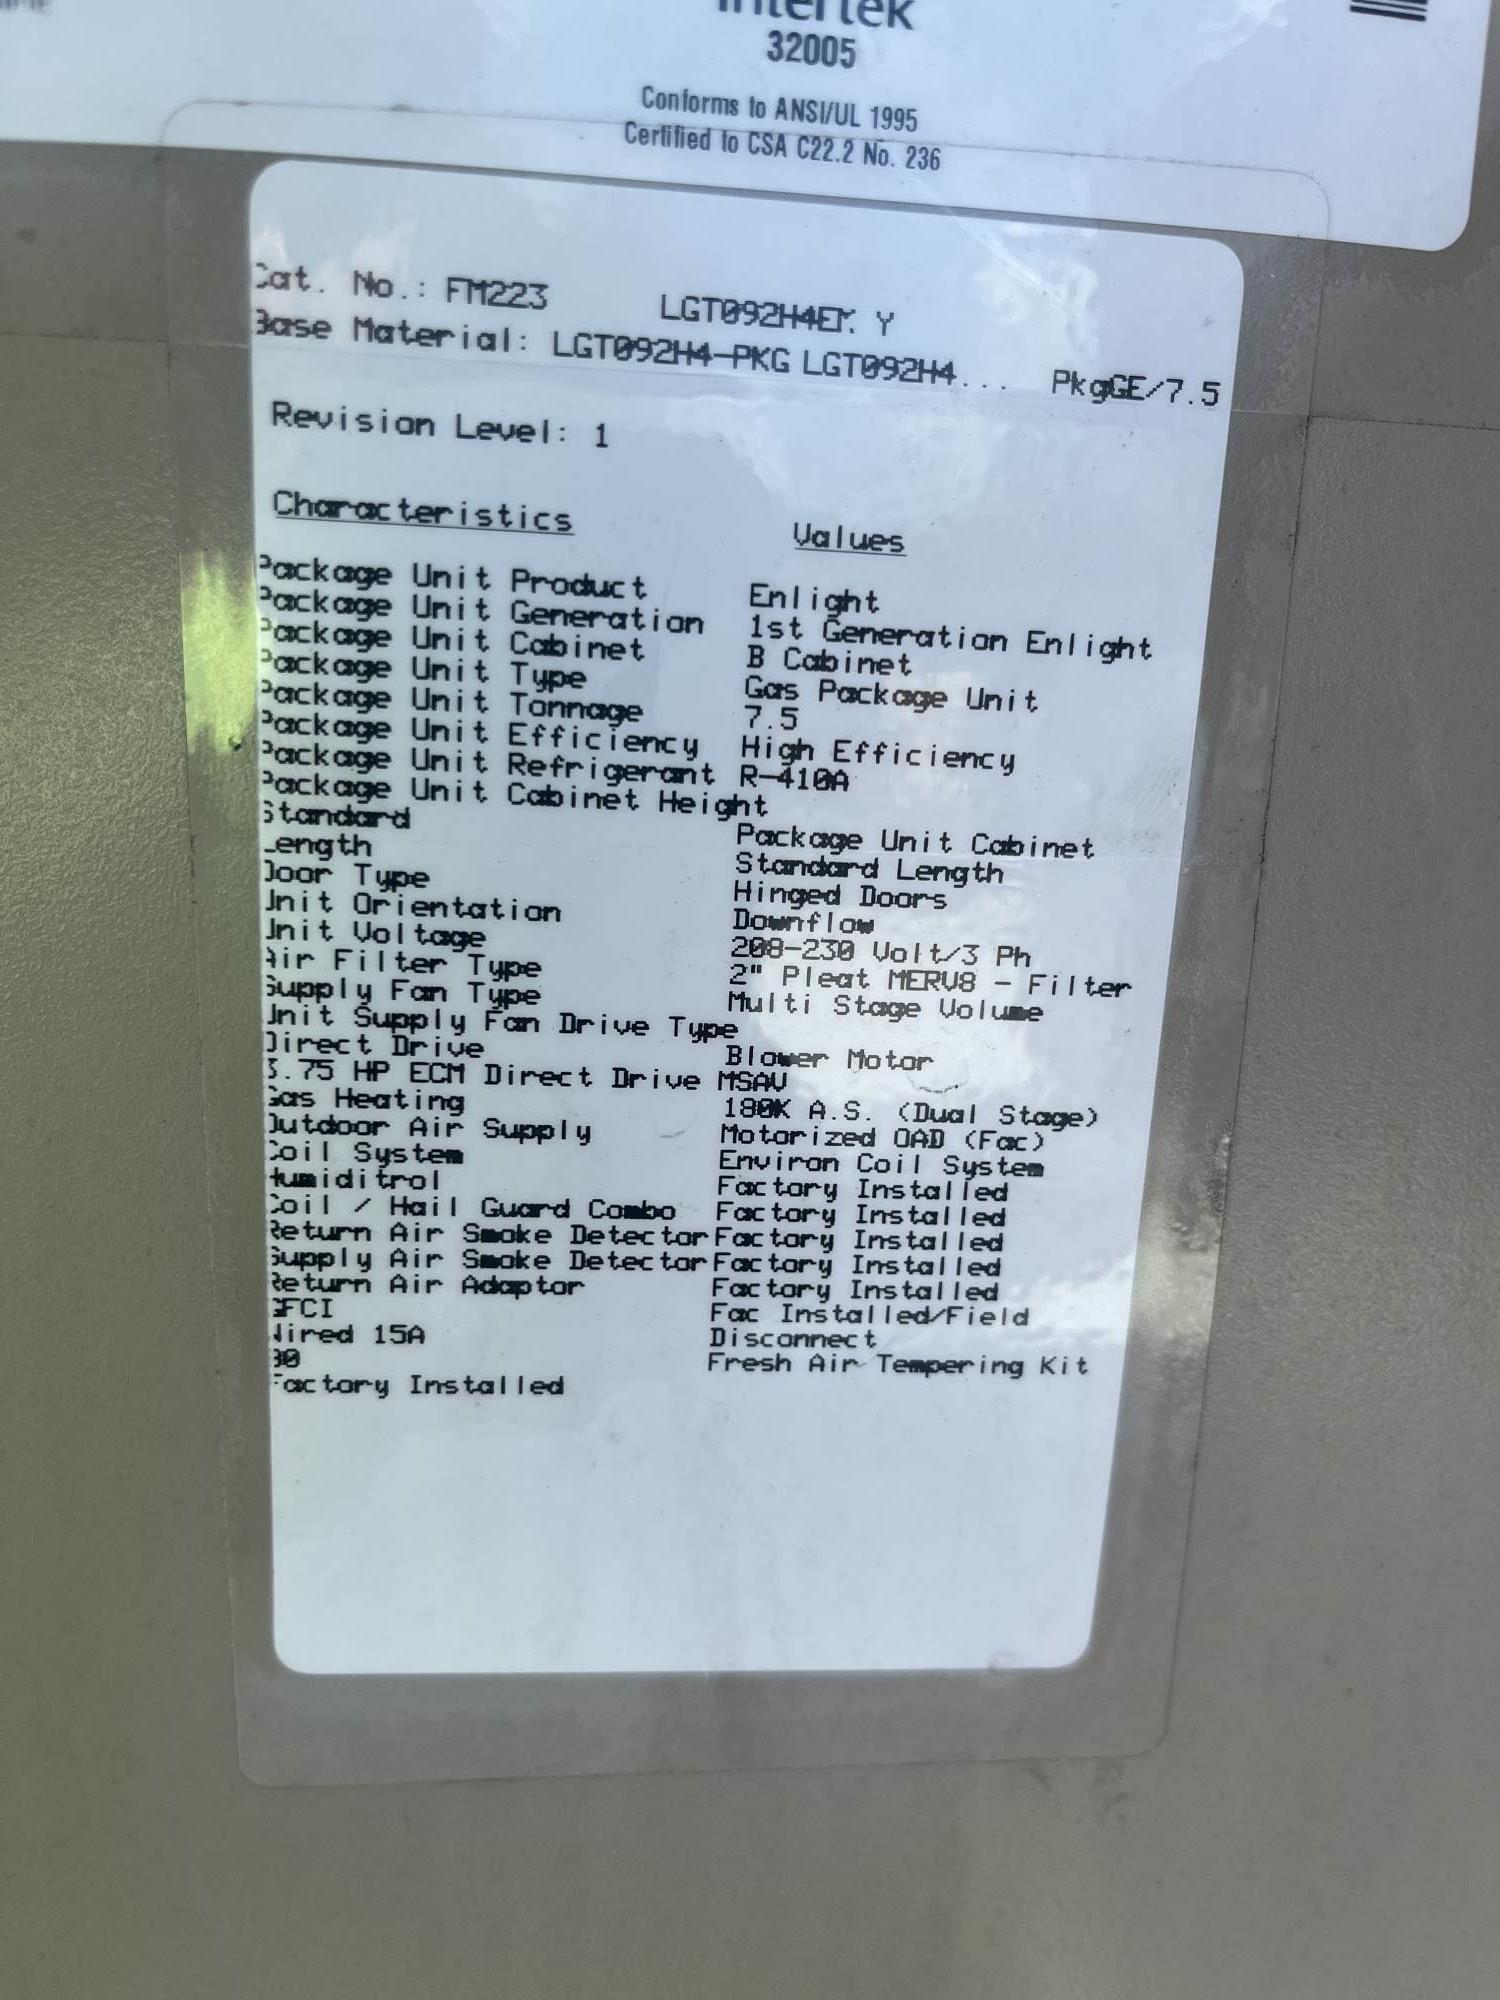 Intertek
32005
Conforms to ANSI/UL 1995
Certified to CSA C22.2 No. 236
Cat. No.: FM223 LGT092H4EM Y
Base Material: LGT092H4-PKG LGT092H4... PkgGE/7.5
Revision Level: 1
Characteristics Values
Package Unit Product Enlight
Package Unit Generation 1st Generation Enlight
Package Unit Cabinet B Cabinet
Package Unit Type Gas Package Unit
Package Unit Tonnage 7.5
Package Unit Efficiency High Efficiency
Package Unit Refrigerant R-410A
Package Unit Cabinet Height
Standard Package Unit Cabinet
Length Standard Length
Door Type Hinged Doors
Unit Orientation Downflow
Unit Voltage 208-230 Volt/3 Ph
Air Filter Type 2" Pleat MERV8 - Filter
Supply Fan Type Multi Stage Volume
Unit Supply Fan Drive Type
Direct Drive Blower Motor
3.75 HP ECM Direct Drive MSAV
Gas Heating 180K A.S. (Dual Stage)
Outdoor Air Supply Motorized OAD (Fac)
Coil System Environ Coil System
Humiditrol Factory Installed
Coil / Hail Guard Combo Factory Installed
Return Air Smoke Detector Factory Installed
Supply Air Smoke Detector Factory Installed
Return Air Adaptor Factory Installed
GFCI Fac Installed/Field
Wired 15A Disconnect
80 Fresh Air Tempering Kit
Factory Installed